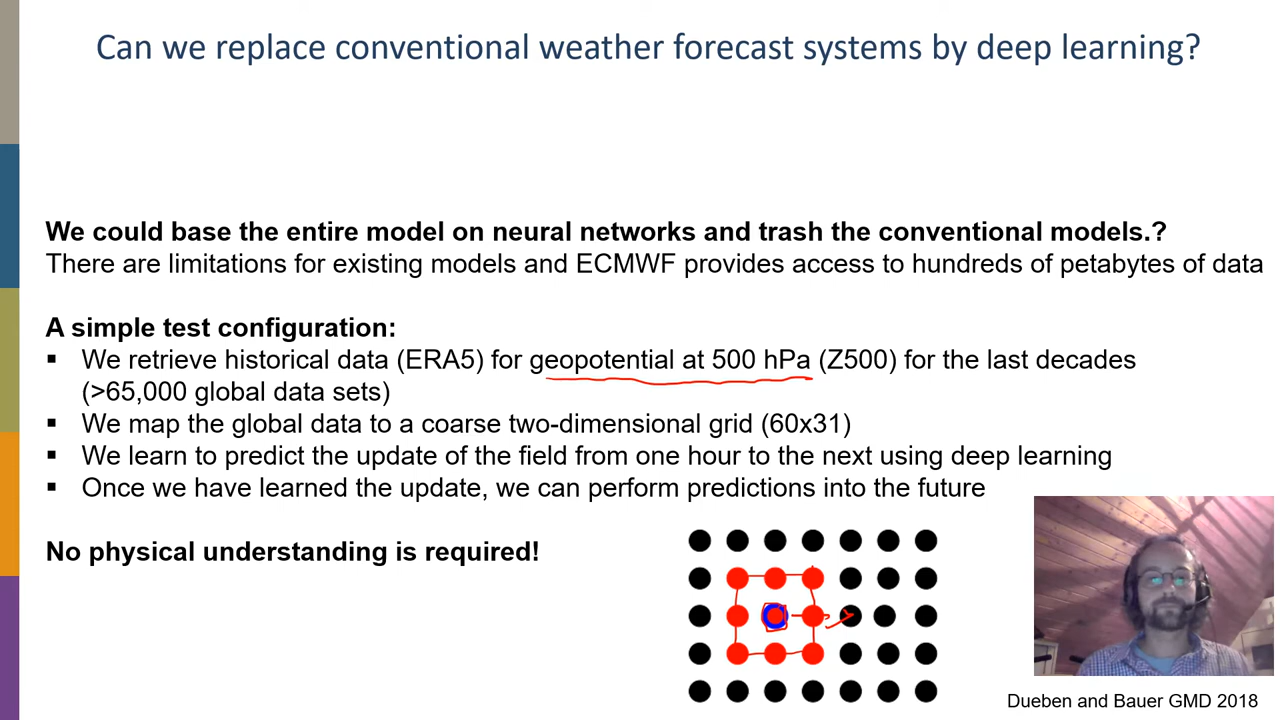 Can we replace conventional weather forecast systems by deep learning?
We could base the entire model on neural networks and trash the conventional models.?
There are limitations for existing models and ECMWF provides access to hundreds of petabytes of data
A simple test configuration:
▪ We retrieve historical data (ERA5) for geopotential at 500 hPa (Z500) for the last decades
(>65,000 global data sets)
▪ We map the global data to a coarse two-dimensional grid (60x31)
▪ We learn to predict the update of the field from one hour to the next using deep learning
▪ Once we have learned the update, we can perform predictions into the future
No physical understanding is required!
Dueben and Bauer GMD 2018